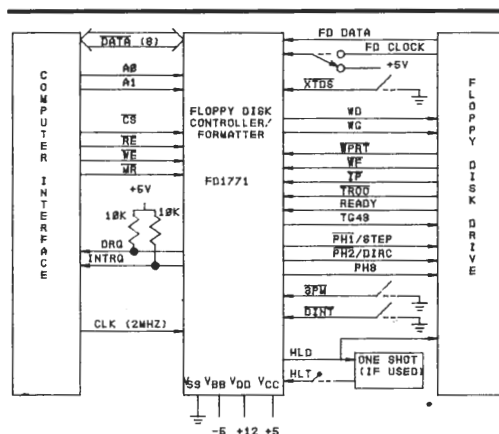 COMPUTER INTERFACE
DATA (8)
A0
A1
CS
RE
WE
MR
+5V
10K
10K
DRQ
INTRQ
CLK (2MHZ)
FLOPPY DISK
CONTROLLER/
FORMATTER
FD1771
VSS VBB VDD VCC
-5 +12 +5
FD DATA
FD CLOCK
+5V
XTDS
WD
WG
WPRT
WF
IP
TR00
READY
TG43
PH1/STEP
PH2/DIRC
PH3
3PM
DINT
HLD
HLT
ONE SHOT
(IF USED)
FLOPPY DISK DRIVE